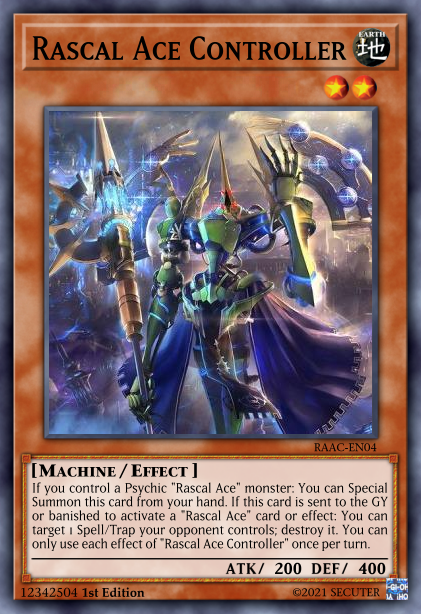 RASCAL ACE CONTROLLER
EARTH
地
RAAC-EN04
[MACHINE / EFFECT ]
If you control a Psychic "Rascal Ace" monster: You can Special
Summon this card from your hand. If this card is sent to the GY
or banished to activate a "Rascal Ace" card or effect: You can
target 1 Spell/Trap your opponent controls; destroy it. You can
only use each effect of "Rascal Ace Controller" once per turn.
ATK/ 200 DEF/ 400
12342504 1st Edition
©2021 SECUTER